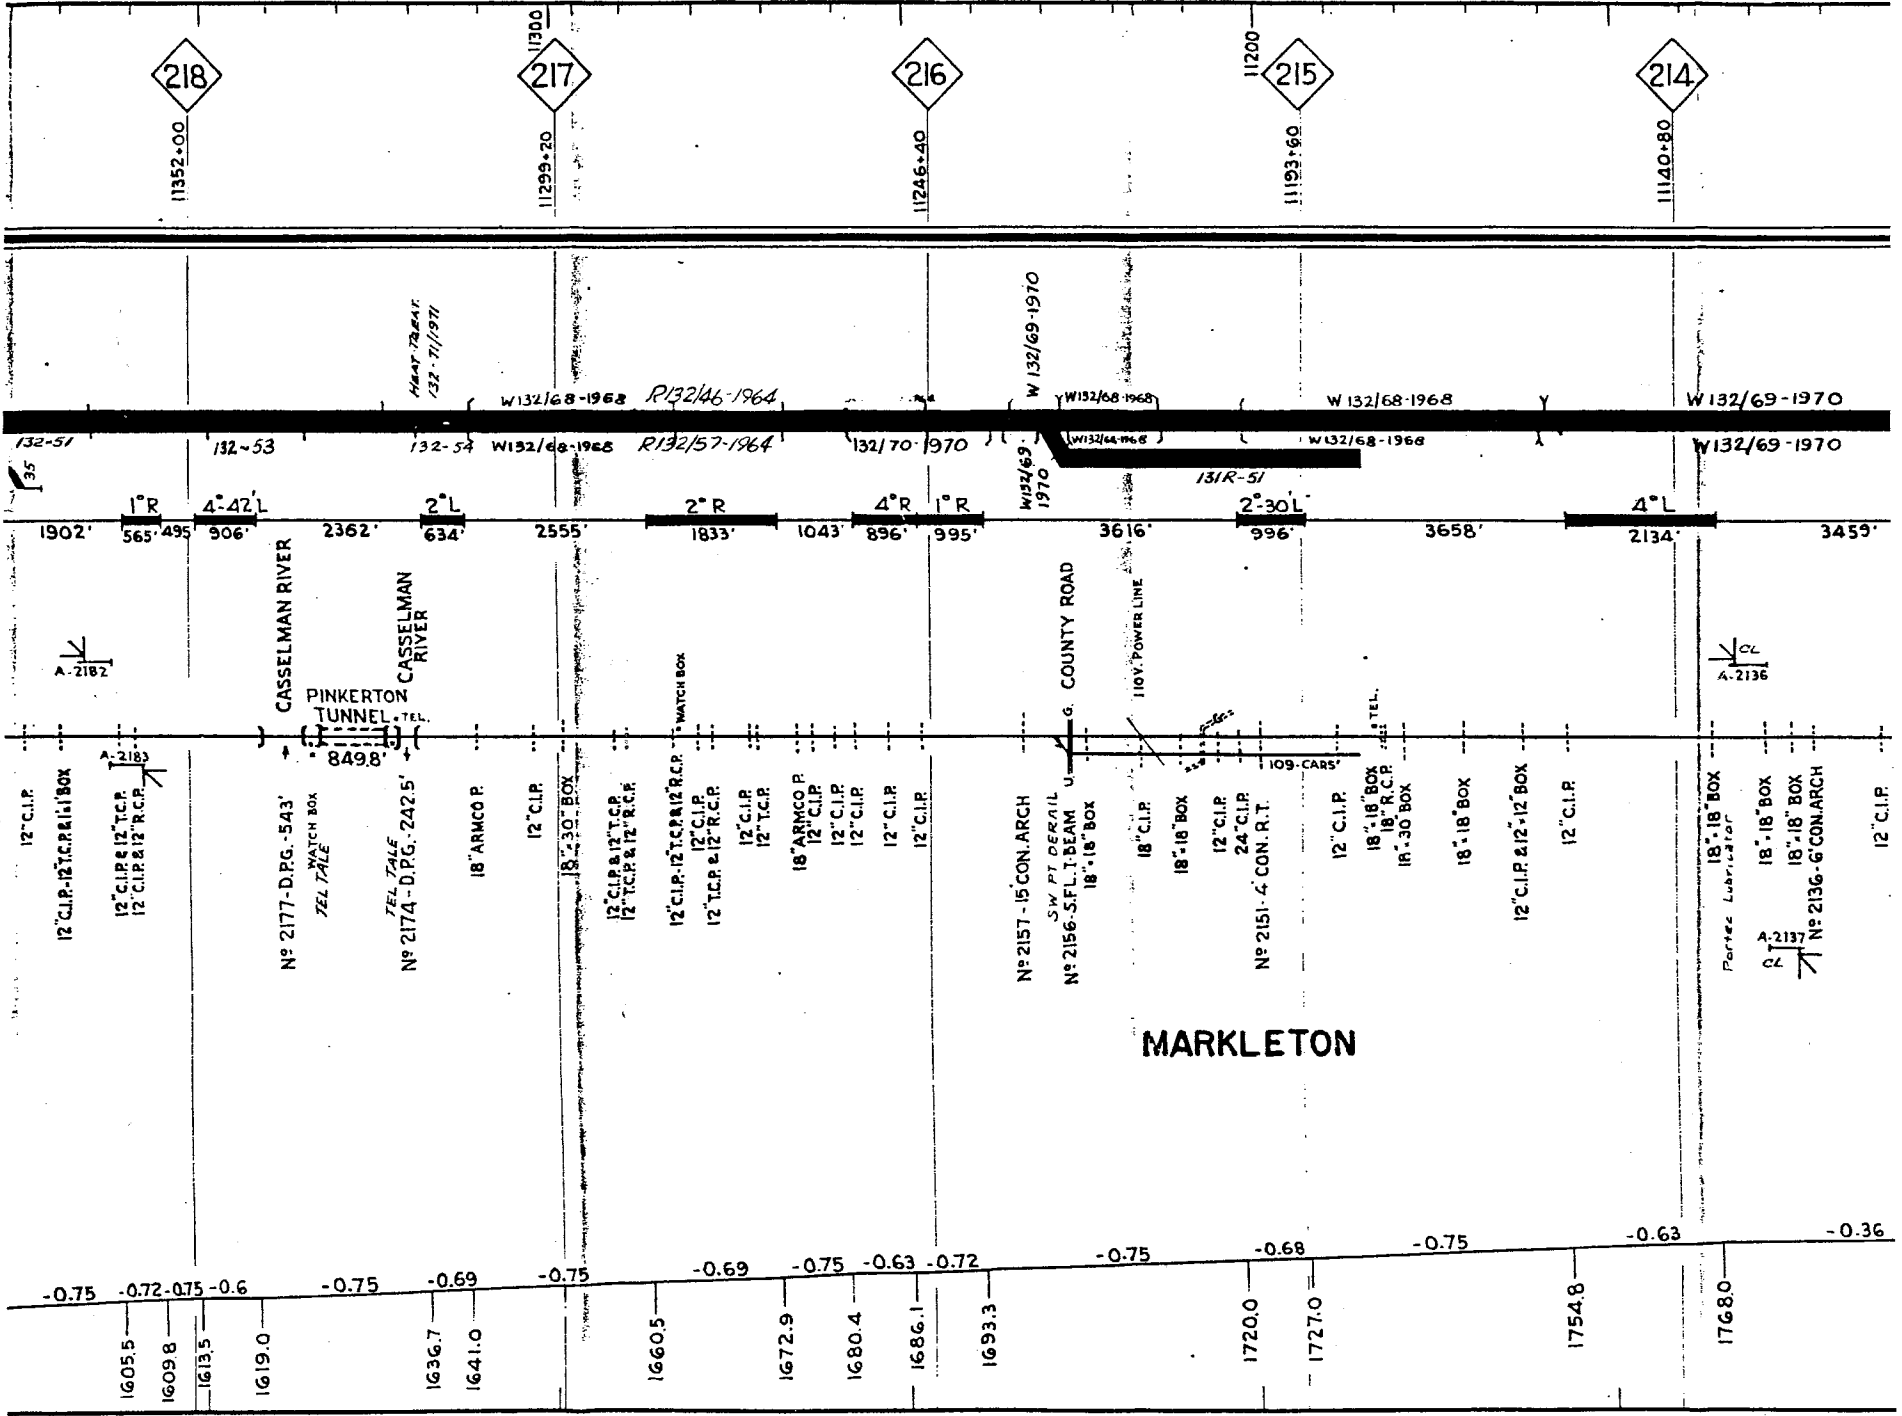 11300
11200
218
217
216
215
214
11352+00
11299+20
11246+40
11193+60
11140+80
HEAT TREAT.
132-71/1971
W 132/69-1970
W132/68-1968
R132/46-1964
W132/68-1968
W 132/68-1968
W 132/69-1970
132-51
132-53
132-54
W132/68-1968
R132/57-1964
132/70-1970
W132/68-1968
W132/68-1968
W132/69-1970
35
W132/69-
1970
131R-51
1°R
4°-42'L
2°L
2°R
4°R
1°R
2°-30'L
4°L
1902'
565'
495'
906'
2362'
634'
2555'
1833'
1043'
896'
995'
3616'
996'
3658'
2134'
3459'
CASSELMAN RIVER
CASSELMAN
RIVER
COUNTY ROAD
110V. POWER LINE
A-2182
CL
A-2136
PINKERTON
TUNNEL
TEL.
WATCH BOX
U.G.
TEL.
A-2183
849.8'
109-CARS'
12"C.I.P.
12"C.I.P.-12"T.C.P.&1'×1'BOX
12"C.I.P.&12"T.C.P.
12"C.I.P.&12"R.C.P.
Nº 2177-D.P.G.-543'
WATCH BOX
TEL TALE
TEL TALE
Nº 2174-D.P.G.-242.5'
18"ARMCO P.
12"C.I.P.
18"×30"BOX
12"C.I.P.&12"T.C.P.
12"T.C.P.&12"R.C.P.
12"C.I.P.-12"T.C.P.&12"R.C.P.
12"C.I.P.
12"T.C.P.&12"R.C.P.
12"C.I.P.
12"T.C.P.
18"ARMCO P.
12"C.I.P.
12"C.I.P.
12"C.I.P.
12"C.I.P.
12"C.I.P.
Nº 2157-15'CON.ARCH
SW PT DERAIL
Nº 2156-S.FL.T-BEAM
18"×18"BOX
18"C.I.P.
18"×18"BOX
12"C.I.P.
24"C.I.P.
Nº 2151-4'CON.R.T.
12"C.I.P.
18"×18"BOX
18"R.C.P.
18"×30"BOX
18"×18"BOX
12"C.I.P.&12"×12"BOX
12"C.I.P.
18"×18"BOX
Portec Lubricator
18"×18"BOX
18"×18"BOX
Nº 2136-6'CON.ARCH
A-2137
CL
12"C.I.P.
MARKLETON
-0.75
-0.72
-0.75
-0.6
-0.75
-0.69
-0.75
-0.69
-0.75
-0.63
-0.72
-0.75
-0.68
-0.75
-0.63
-0.36
1605.5
1609.8
1613.5
1619.0
1636.7
1641.0
1660.5
1672.9
1680.4
1686.1
1693.3
1720.0
1727.0
1754.8
1768.0